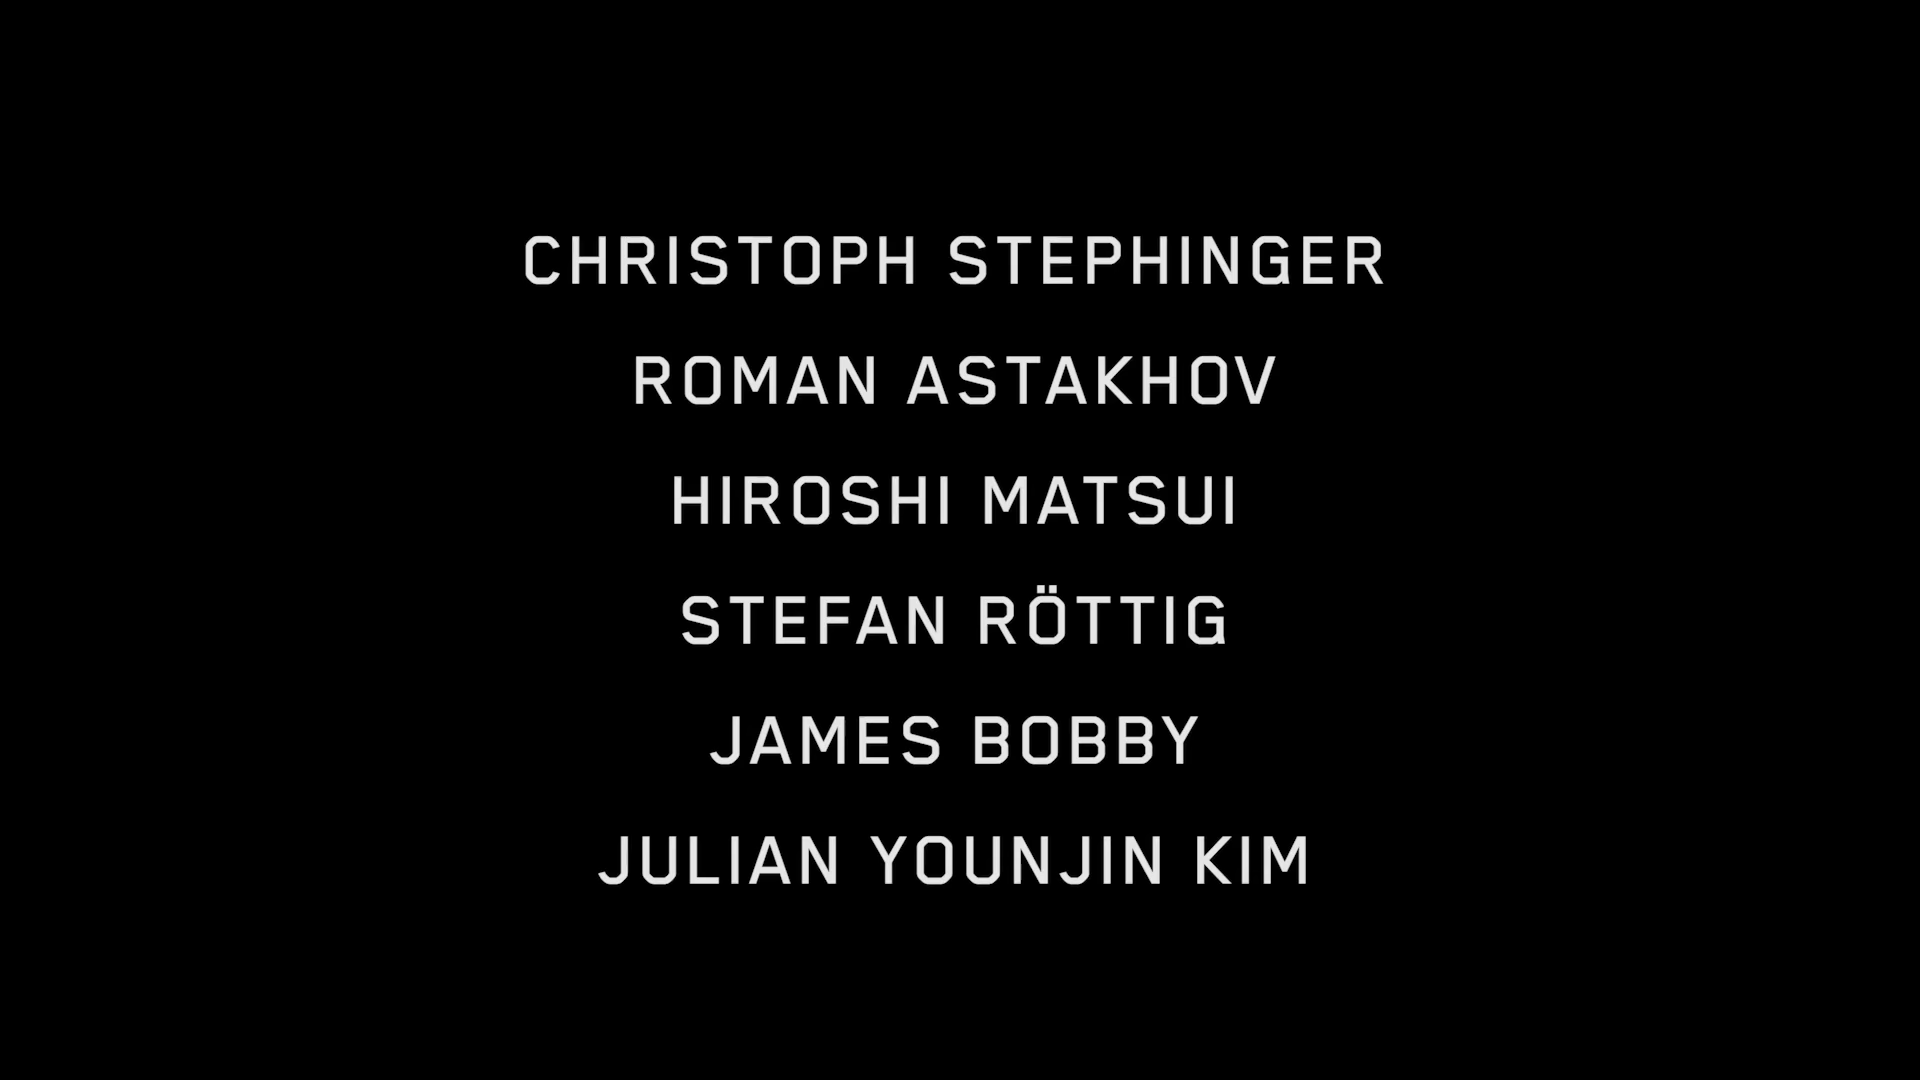 CHRISTOPH STEPHINGER
ROMAN ASTAKHOV
HIROSHI MATSUI
STEFAN RÖTTIG
JAMES BOBBY
JULIAN YOUNJIN KIM